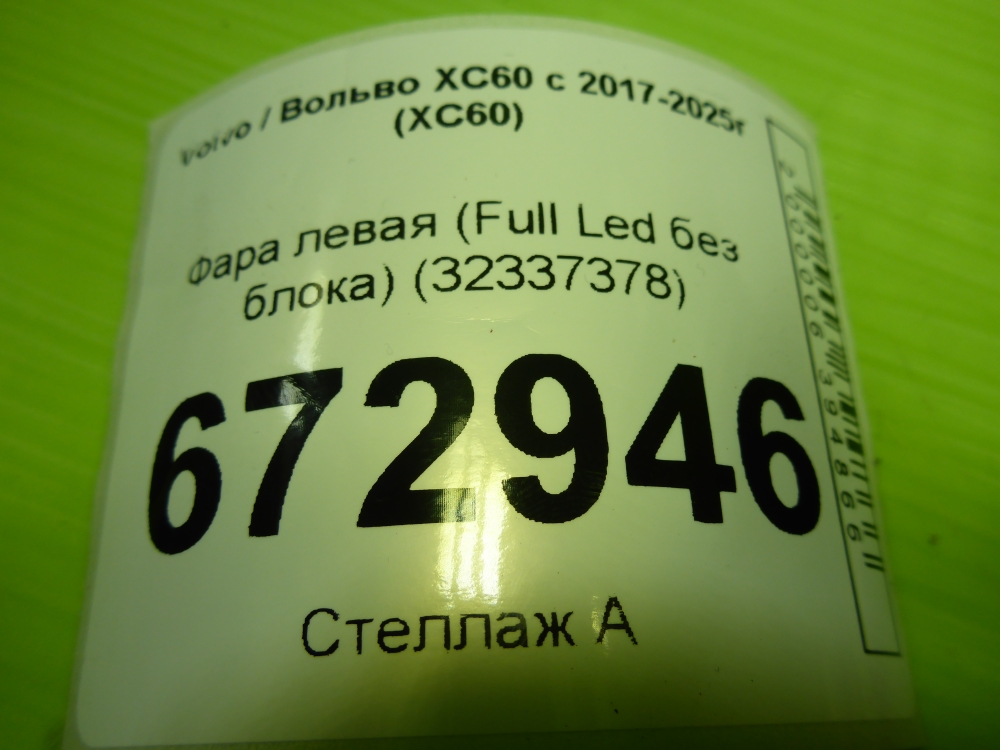 Volvo / Вольво XC60 с 2017-2025г
(XC60)
Фара левая (Full Led без
блока) (32337378)
672946
Стеллаж А